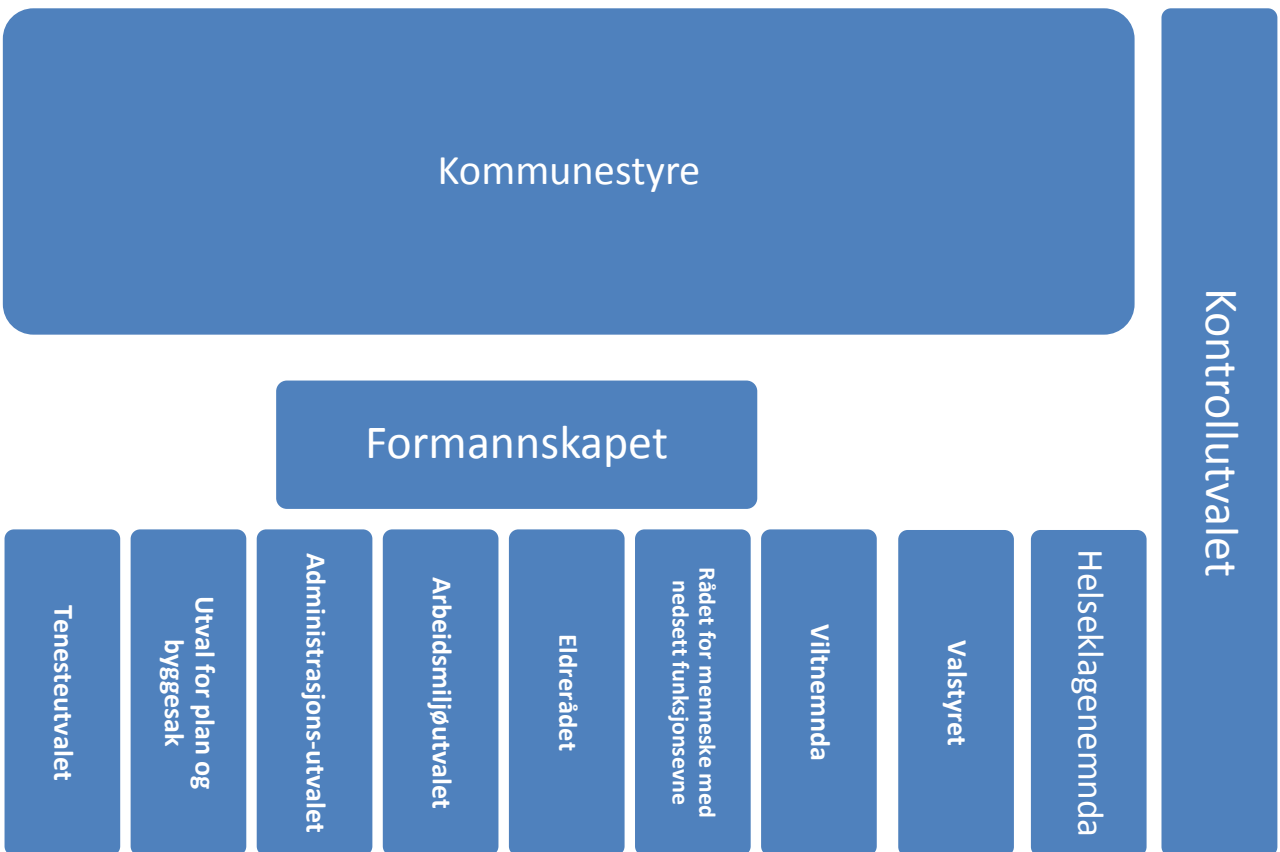 Kommunestyre
Kontrollutvalet
Formannskapet
Tenesteutvalet
Utval for plan og
byggesak
Administrasjons-utvalet
Arbeidsmiljøutvalet
Eldrerådet
Rådet for menneske med
nedsett funksjonsevne
Viltnemnda
Valstyret
Helseklagenemnda